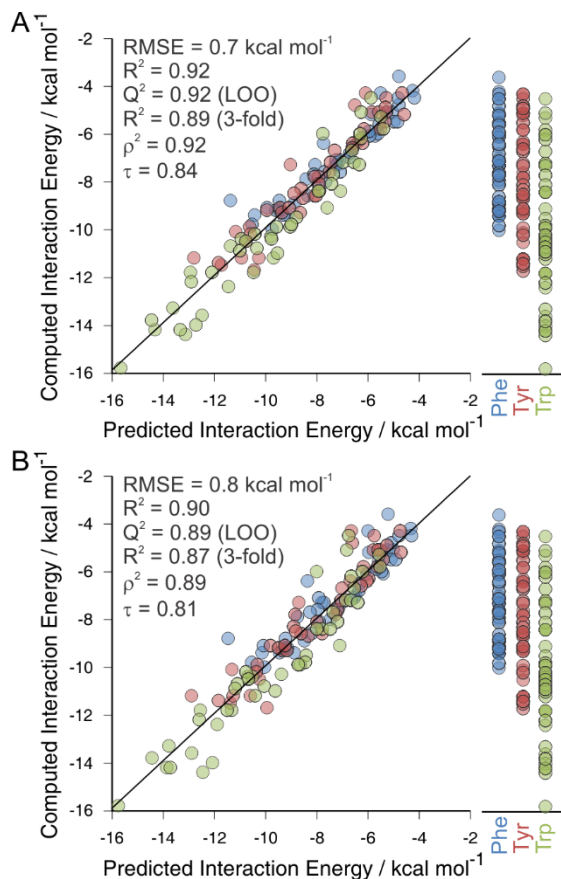 A
RMSE = 0.7 kcal mol⁻¹
R² = 0.92
Q² = 0.92 (LOO)
R² = 0.89 (3-fold)
ρ² = 0.92
τ = 0.84
Computed Interaction Energy / kcal mol⁻¹
-2
-4
-6
-8
-10
-12
-14
-16
-16 -14 -12 -10 -8 -6 -4 -2
Predicted Interaction Energy / kcal mol⁻¹
Phe
Tyr
Trp
B
RMSE = 0.8 kcal mol⁻¹
R² = 0.90
Q² = 0.89 (LOO)
R² = 0.87 (3-fold)
ρ² = 0.89
τ = 0.81
Computed Interaction Energy / kcal mol⁻¹
-2
-4
-6
-8
-10
-12
-14
-16
-16 -14 -12 -10 -8 -6 -4 -2
Predicted Interaction Energy / kcal mol⁻¹
Phe
Tyr
Trp